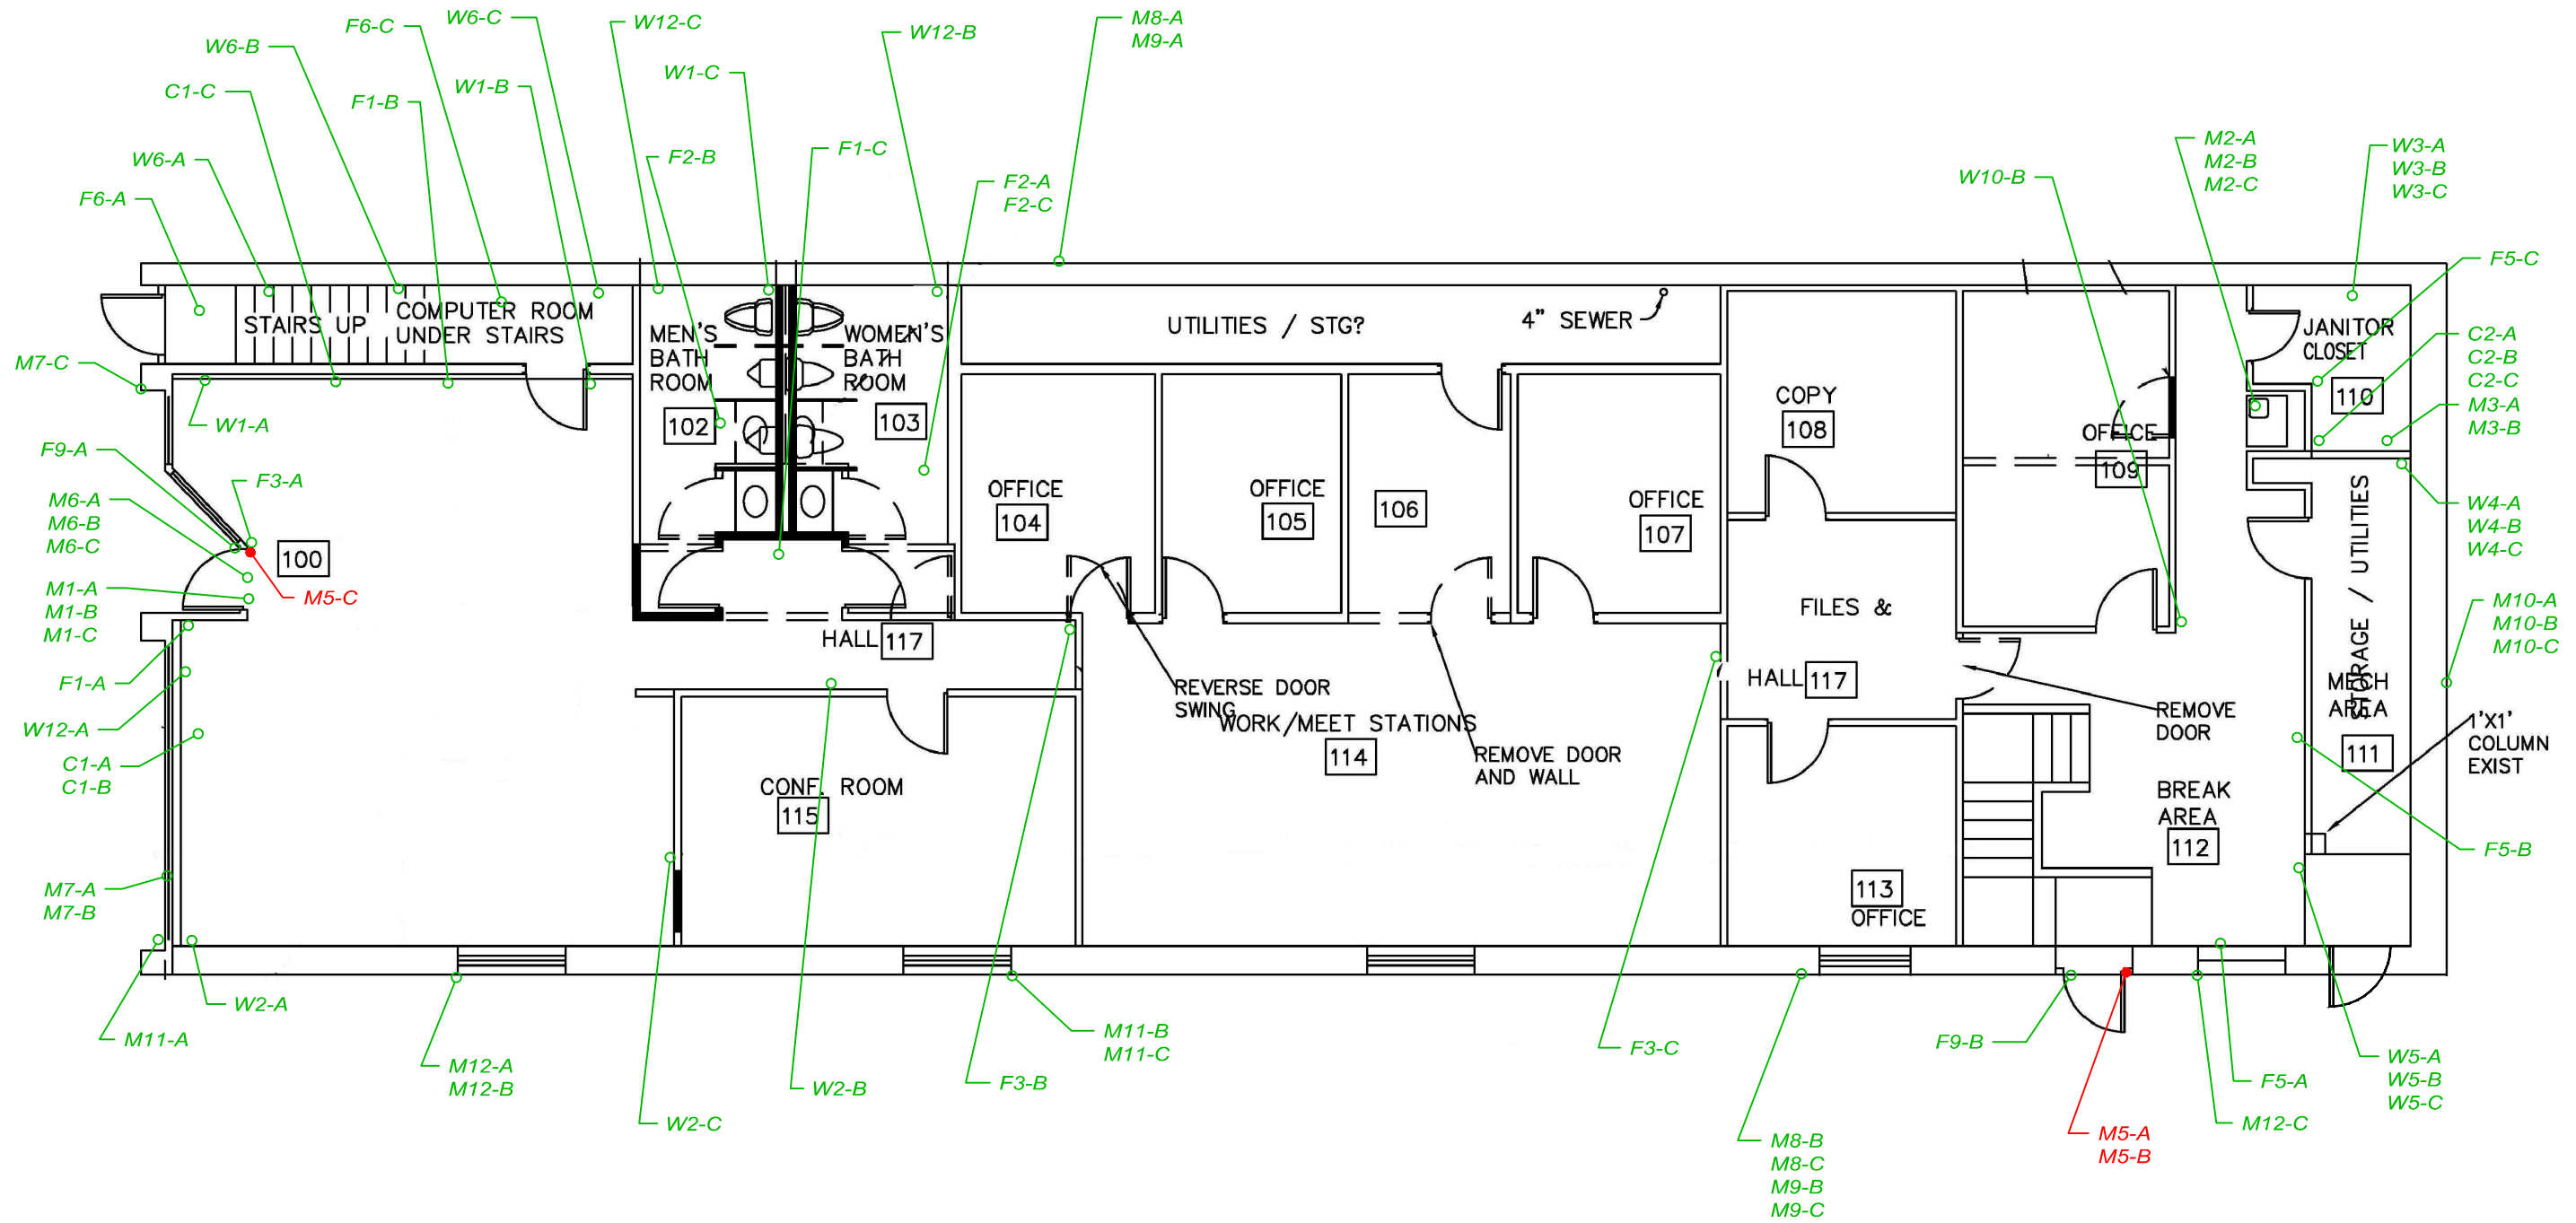 W6-C
M8-A
M9-A
F6-C
W12-C
W12-B
W6-B
W1-C
C1-C
W1-B
F1-B
M2-A
M2-B
M2-C
W3-A
W3-B
W3-C
F1-C
W6-A
F2-B
F6-A
F2-A
F2-C
W10-B
F5-C
STAIRS UP
COMPUTER ROOM
UNDER STAIRS
MEN'S
BATH
ROOM
102
WOMEN'S
BATH
ROOM
103
UTILITIES / STG?
4" SEWER
JANITOR
CLOSET
110
C2-A
C2-B
C2-C
M7-C
COPY
108
M3-A
M3-B
W1-A
OFFICE
109
F9-A
F3-A
M6-A
M6-B
M6-C
OFFICE
104
OFFICE
105
106
OFFICE
107
STORAGE / UTILITIES
W4-A
W4-B
W4-C
100
M5-C
M1-A
M1-B
M1-C
FILES &
HALL 117
HALL 117
M10-A
M10-B
M10-C
F1-A
REVERSE DOOR
SWING
MECH
AREA
111
W12-A
WORK/MEET STATIONS
114
REMOVE
DOOR
1'X1'
COLUMN
EXIST
C1-A
C1-B
REMOVE DOOR
AND WALL
CONF. ROOM
115
BREAK
AREA
112
F5-B
M7-A
M7-B
113
OFFICE
W2-A
M11-A
M11-B
M11-C
F3-C
F9-B
M12-A
M12-B
W2-B
F3-B
F5-A
W5-A
W5-B
W5-C
W2-C
M12-C
M8-B
M8-C
M9-B
M9-C
M5-A
M5-B